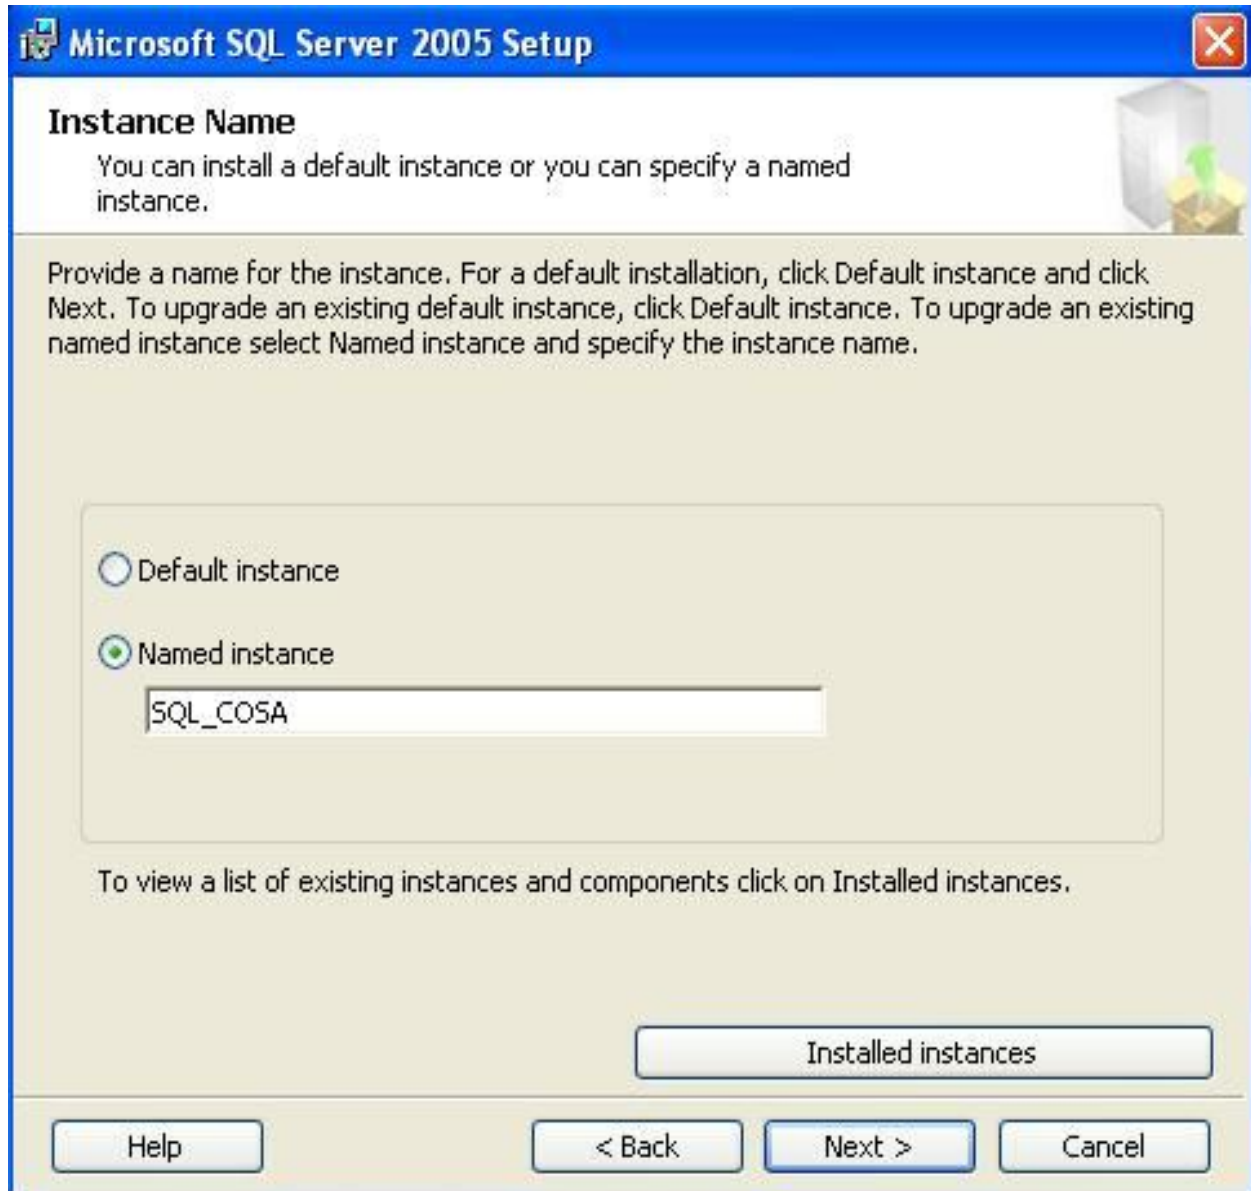 Microsoft SQL Server 2005 Setup
Instance Name
You can install a default instance or you can specify a named
instance.
Provide a name for the instance. For a default installation, click Default instance and click
Next. To upgrade an existing default instance, click Default instance. To upgrade an existing
named instance select Named instance and specify the instance name.
Default instance
Named instance
SQL_COSA
To view a list of existing instances and components click on Installed instances.
Installed instances
Help
< Back
Next >
Cancel